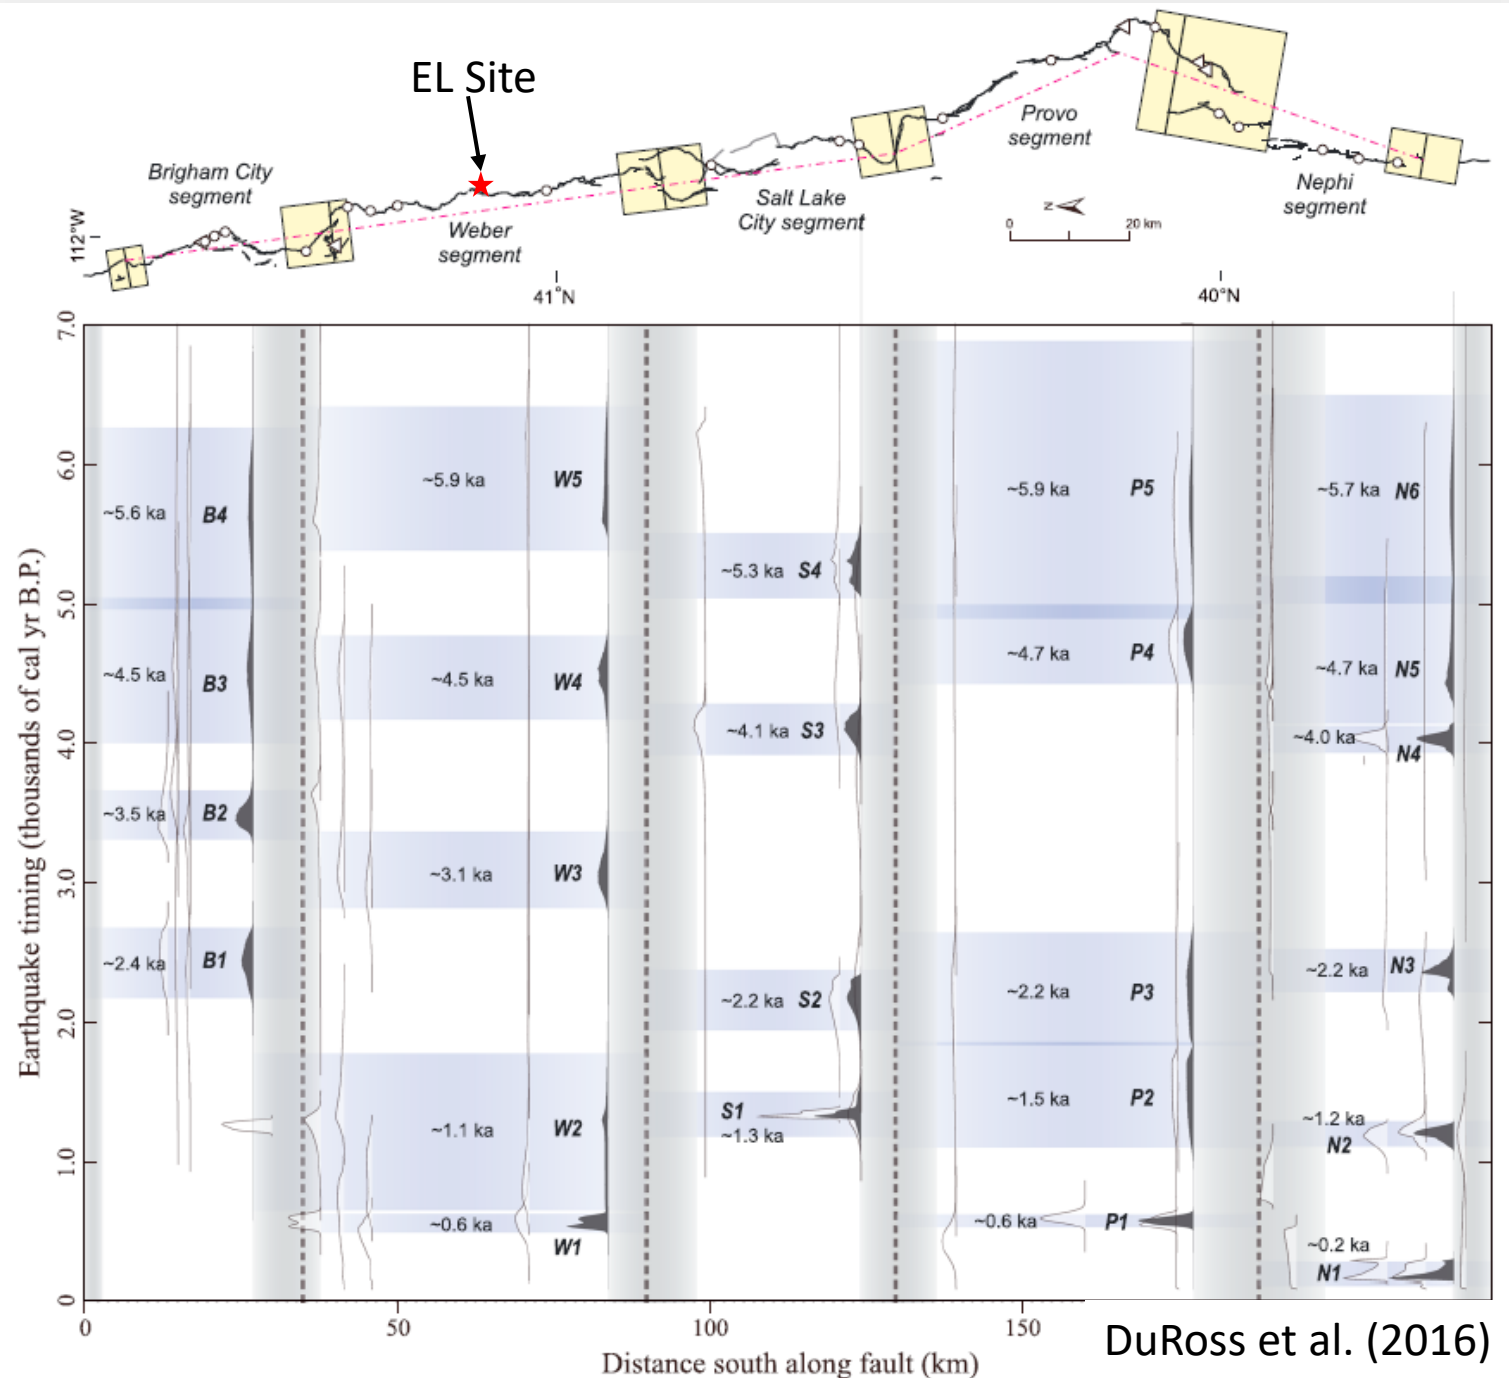 EL Site
Brigham City
segment
Weber
segment
Salt Lake
City segment
Provo
segment
Nephi
segment
N
0 20 km
112°W
41°N
40°N
7.0
6.0
5.0
4.0
3.0
2.0
1.0
0
Earthquake timing (thousands of cal yr B.P.)
~5.6 ka B4
~4.5 ka B3
~3.5 ka B2
~2.4 ka B1
~5.9 ka W5
~4.5 ka W4
~3.1 ka W3
~1.1 ka W2
~0.6 ka
W1
~5.3 ka S4
~4.1 ka S3
~2.2 ka S2
S1
~1.3 ka
~5.9 ka P5
~4.7 ka P4
~2.2 ka P3
~1.5 ka P2
~0.6 ka P1
~5.7 ka N6
~4.7 ka N5
~4.0 ka
N4
~2.2 ka N3
~1.2 ka
N2
~0.2 ka
N1
0 50 100 150
Distance south along fault (km)
DuRoss et al. (2016)